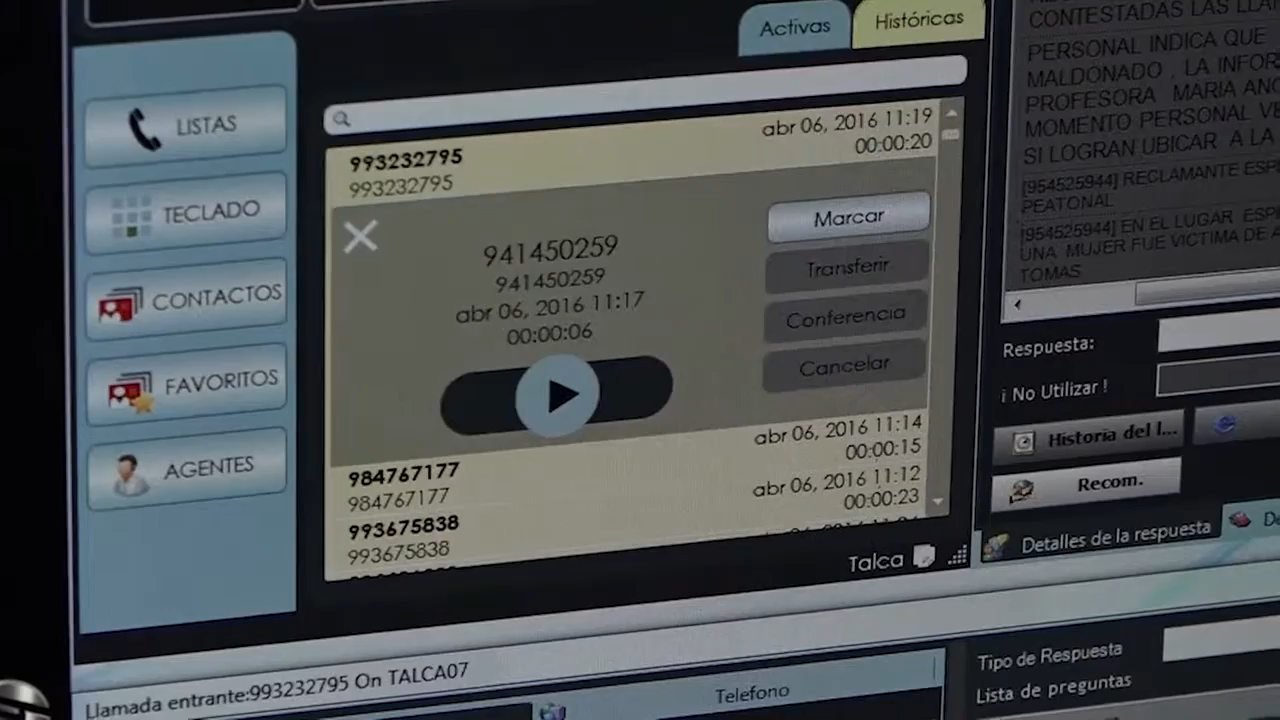 Activas
Históricas
LISTAS
TECLADO
CONTACTOS
FAVORITOS
AGENTES
993232795
993232795
abr 06, 2016 11:19
00:00:20
941450259
941450259
abr 06, 2016 11:17
00:00:06
Marcar
Transferir
Conferencia
Cancelar
984767177
984767177
abr 06, 2016 11:14
00:00:15
993675838
993675838
abr 06, 2016 11:12
00:00:23
Talca
CONTESTADAS LAS
PERSONAL INDICA QUE
MALDONADO , LA
PROFESORA MARIA
MOMENTO PERSONAL
SI LOGRAN UBICAR A LA
[954525944] RECLAMANTE
PEATONAL
[954525944] EN EL LUGAR
UNA MUJER FUE VICTIMA DE
TOMAS
Respuesta:
¡ No Utilizar !
Historia del l...
Recom.
Detalles de la respuesta
Llamada entrante:993232795 On TALCA07
Telefono
Tipo de Respuesta
Lista de preguntas